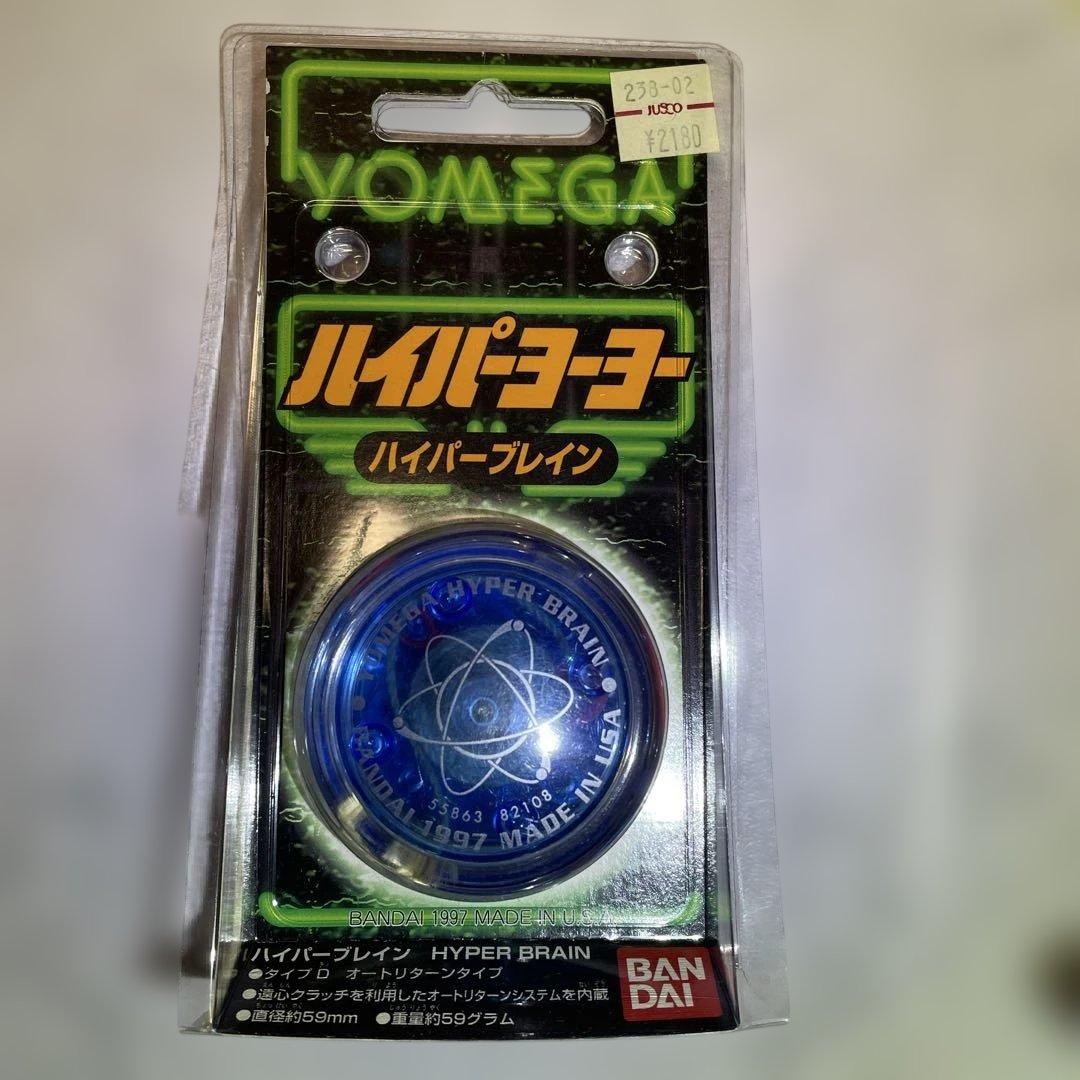 238-02
JUSCO
¥2180
YOMEGA
ハイパーヨーヨー
ハイパーブレイン
YOMEGA HYPER BRAIN
55863 82108
BANDAI 1997 MADE IN USA
BANDAI 1997 MADE IN U.S.A.
ハイパーブレイン HYPER BRAIN
●タイプD オートリターンタイプ
●遠心クラッチを利用したオートリターンシステムを内蔵
●直径約59mm ●重量約59グラム
BAN
DAI